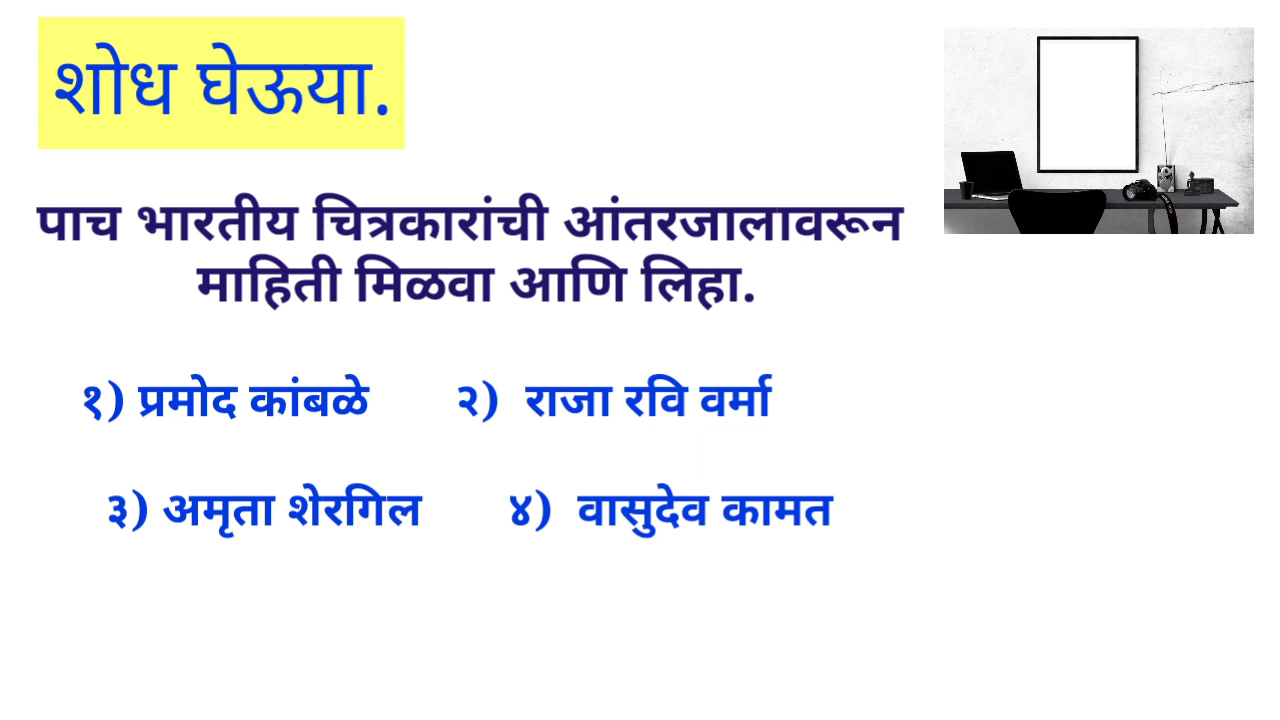 शोध घेऊया.
पाच भारतीय चित्रकारांची आंतरजालावरून
माहिती मिळवा आणि लिहा.
१) प्रमोद कांबळे २) राजा रवि वर्मा
३) अमृता शेरगिल ४) वासुदेव कामत